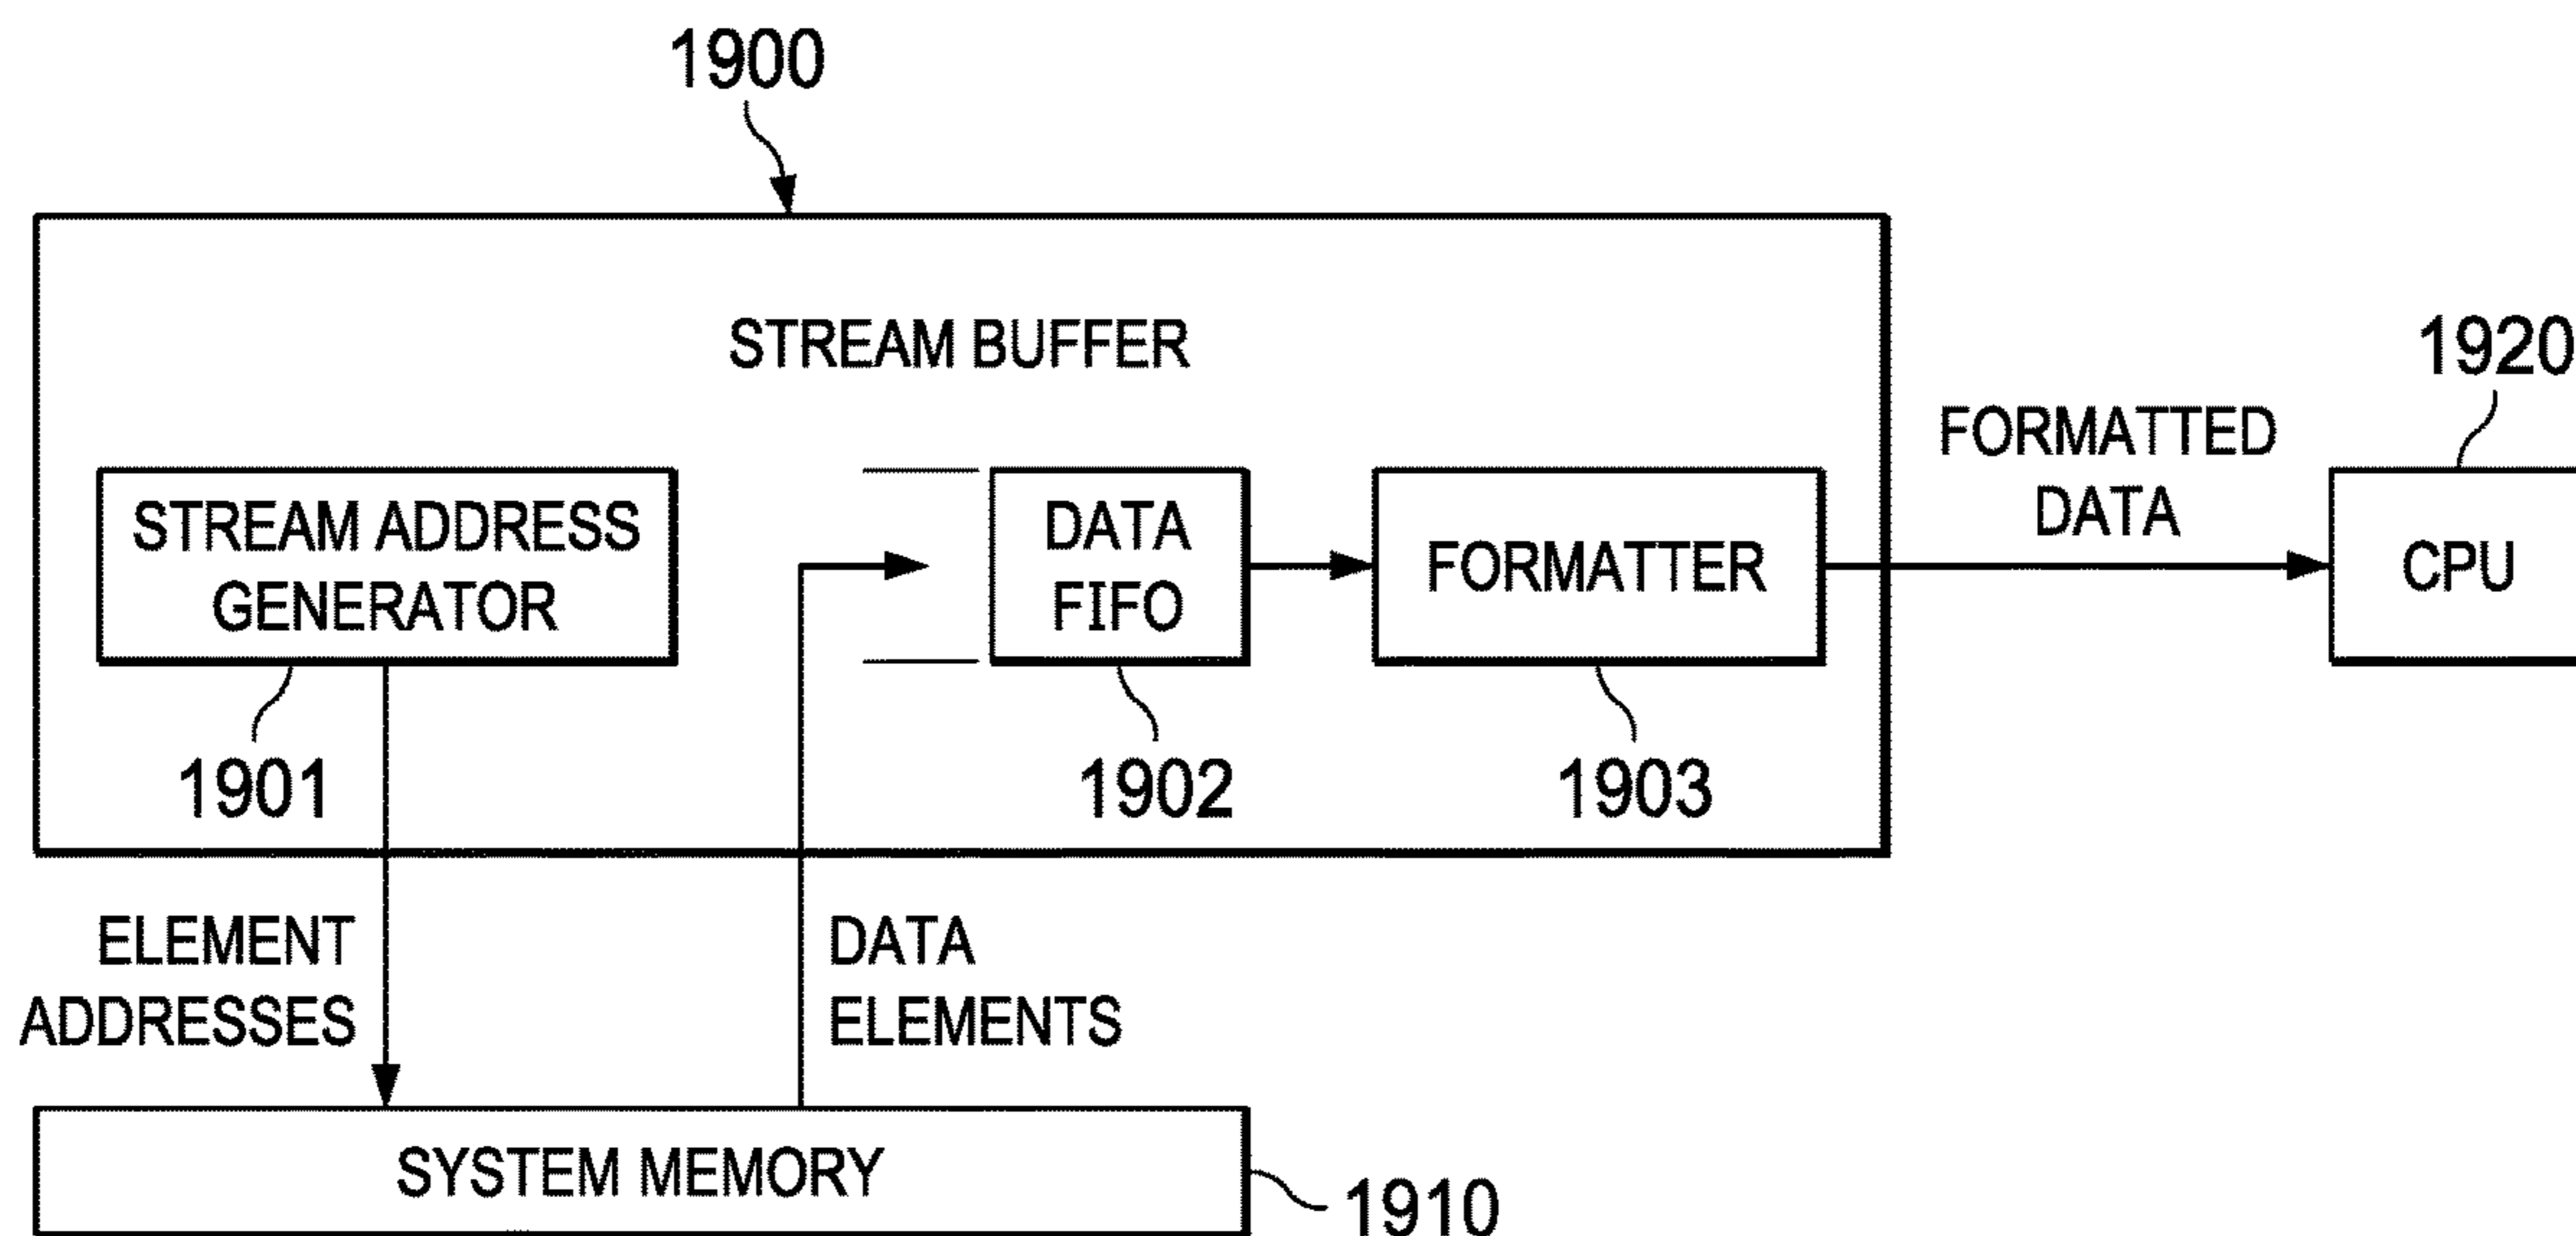 1900
STREAM BUFFER
1920
FORMATTED
DATA
STREAM ADDRESS
GENERATOR
DATA
FIFO
FORMATTER
CPU
1901
1902
1903
ELEMENT
ADDRESSES
DATA
ELEMENTS
SYSTEM MEMORY
1910